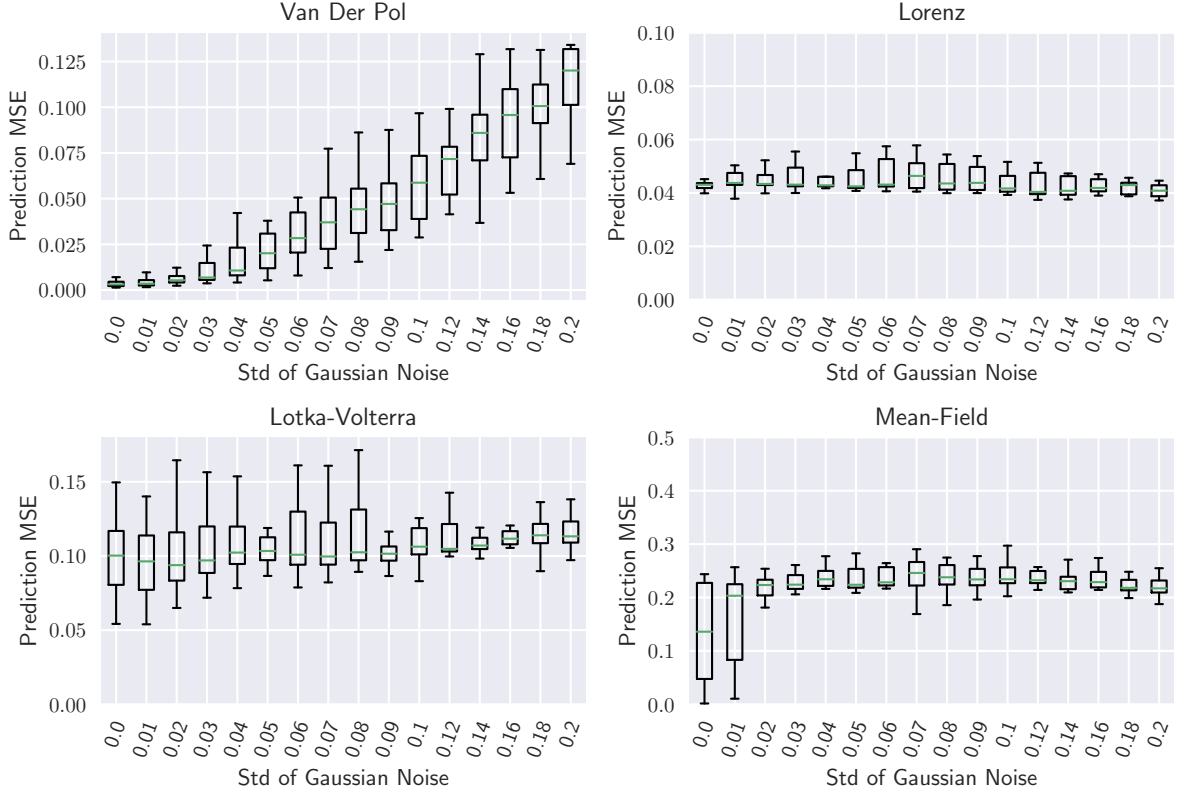 Van Der Pol
Prediction MSE
0.125
0.100
0.075
0.050
0.025
0.000
0.0 0.01 0.02 0.03 0.04 0.05 0.06 0.07 0.08 0.09 0.1 0.12 0.14 0.16 0.18 0.2
Std of Gaussian Noise
Lorenz
Prediction MSE
0.10
0.08
0.06
0.04
0.02
0.00
0.0 0.01 0.02 0.03 0.04 0.05 0.06 0.07 0.08 0.09 0.1 0.12 0.14 0.16 0.18 0.2
Std of Gaussian Noise
Lotka-Volterra
Prediction MSE
0.15
0.10
0.05
0.00
0.0 0.01 0.02 0.03 0.04 0.05 0.06 0.07 0.08 0.09 0.1 0.12 0.14 0.16 0.18 0.2
Std of Gaussian Noise
Mean-Field
Prediction MSE
0.5
0.4
0.3
0.2
0.1
0.0
0.0 0.01 0.02 0.03 0.04 0.05 0.06 0.07 0.08 0.09 0.1 0.12 0.14 0.16 0.18 0.2
Std of Gaussian Noise